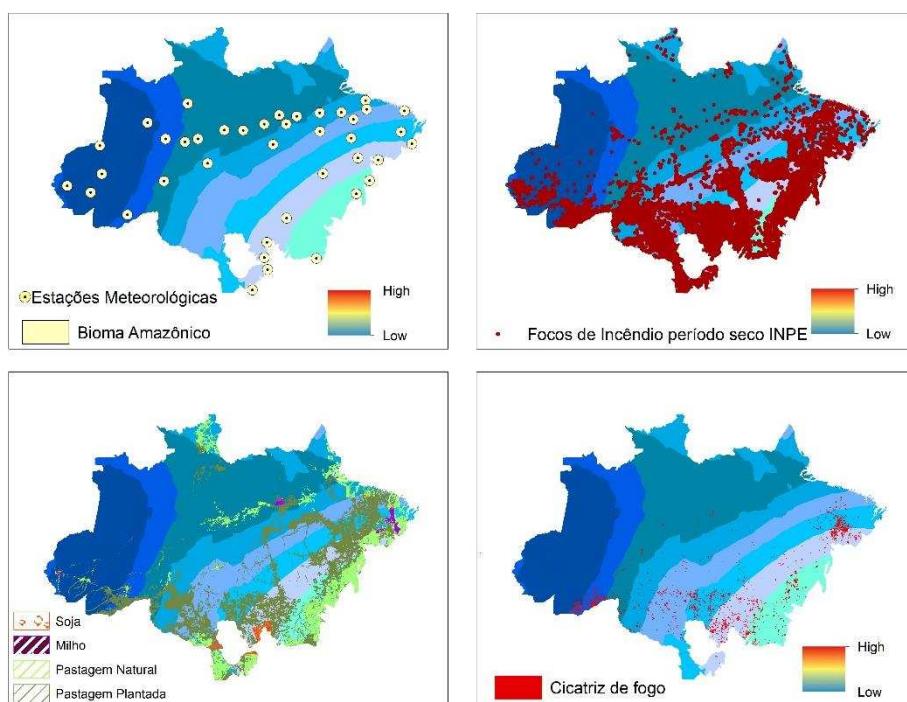 Estações Meteorológicas
Bioma Amazônico
High
Low
Focos de Incêndio período seco INPE
High
Low
Soja
Milho
Pastagem Natural
Pastagem Plantada
Cicatriz de fogo
High
Low